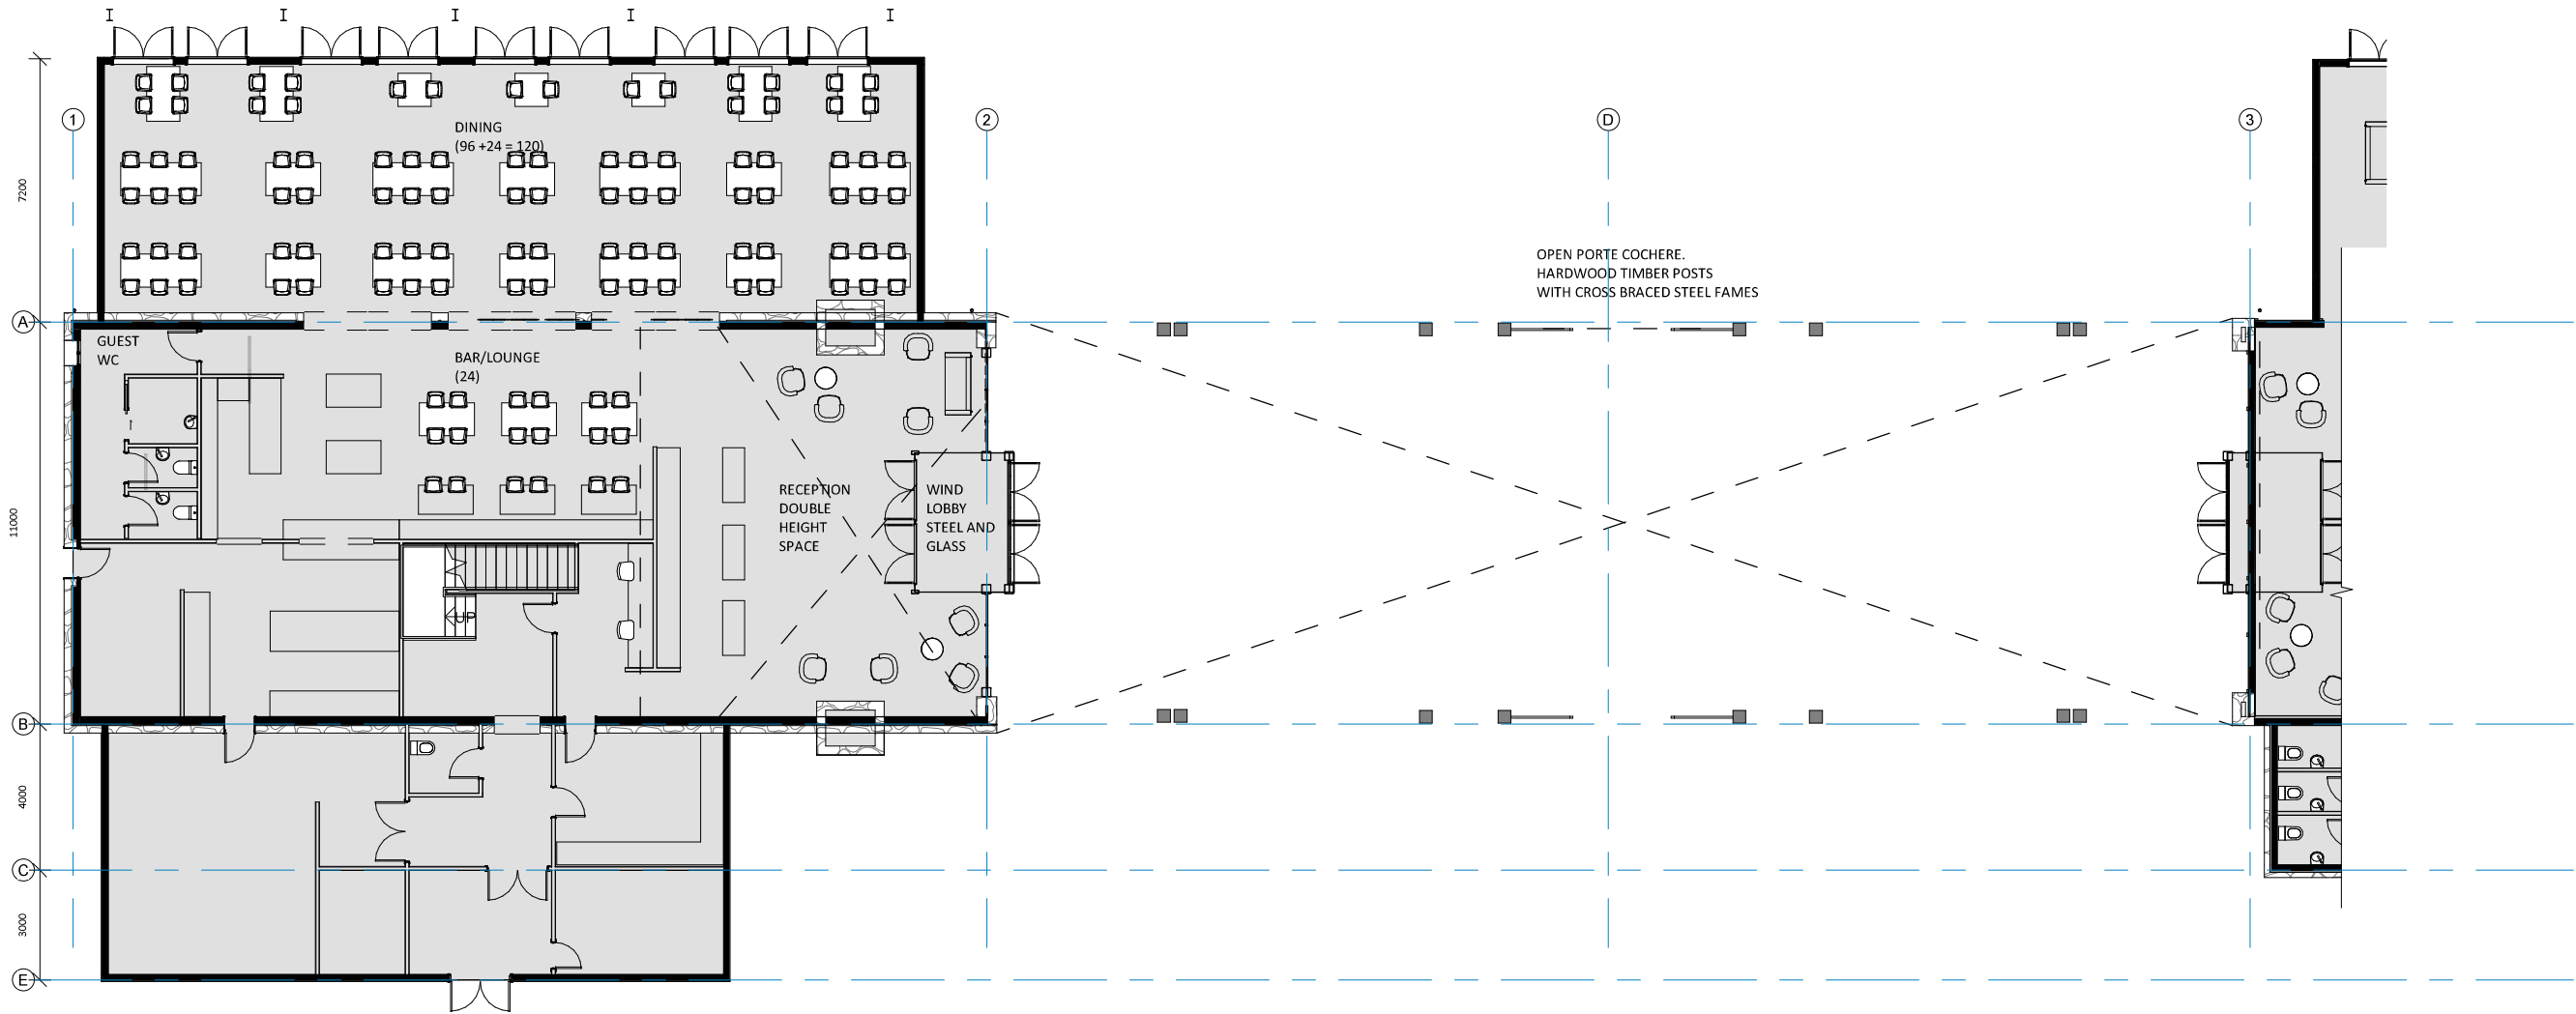 1
2
D
3
DINING
(96 +24 = 120)
7200
OPEN PORTE COCHERE.
HARDWOOD TIMBER POSTS
WITH CROSS BRACED STEEL FAMES
A
GUEST
WC
BAR/LOUNGE
(24)
RECEPTION
DOUBLE
HEIGHT
SPACE
WIND
LOBBY
STEEL AND
GLASS
11000
UP
B
4000
C
3000
E